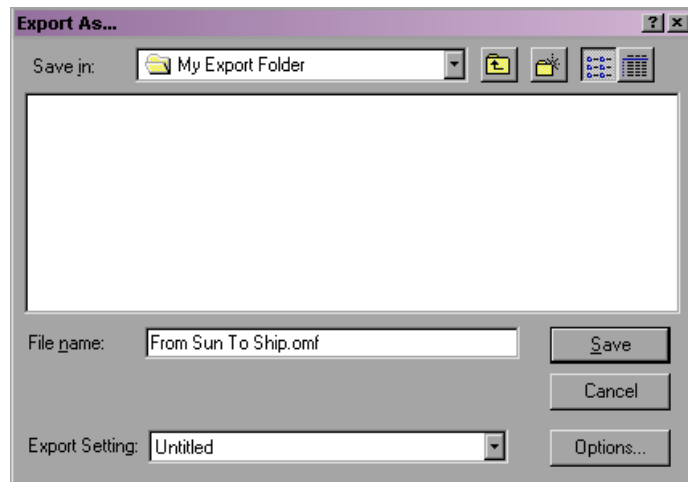 Export As...
Save in: My Export Folder
File name: From Sun To Ship.omf
Save
Cancel
Export Setting: Untitled
Options...